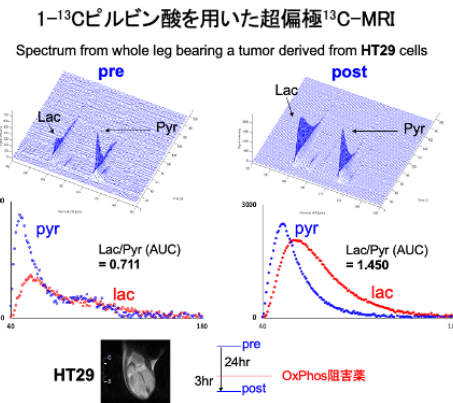 1-¹³Cピルビン酸を用いた超偏極¹³C-MRI
Spectrum from whole leg bearing a tumor derived from HT29 cells
pre
post
Lac
Pyr
Lac
Pyr
3000
pyr
Lac/Pyr (AUC)
= 0.711
lac
pyr
Lac/Pyr (AUC)
= 1.450
lac
0
40
180
0
40
180
HT29
pre
24hr
3hr
post
OxPhos阻害薬